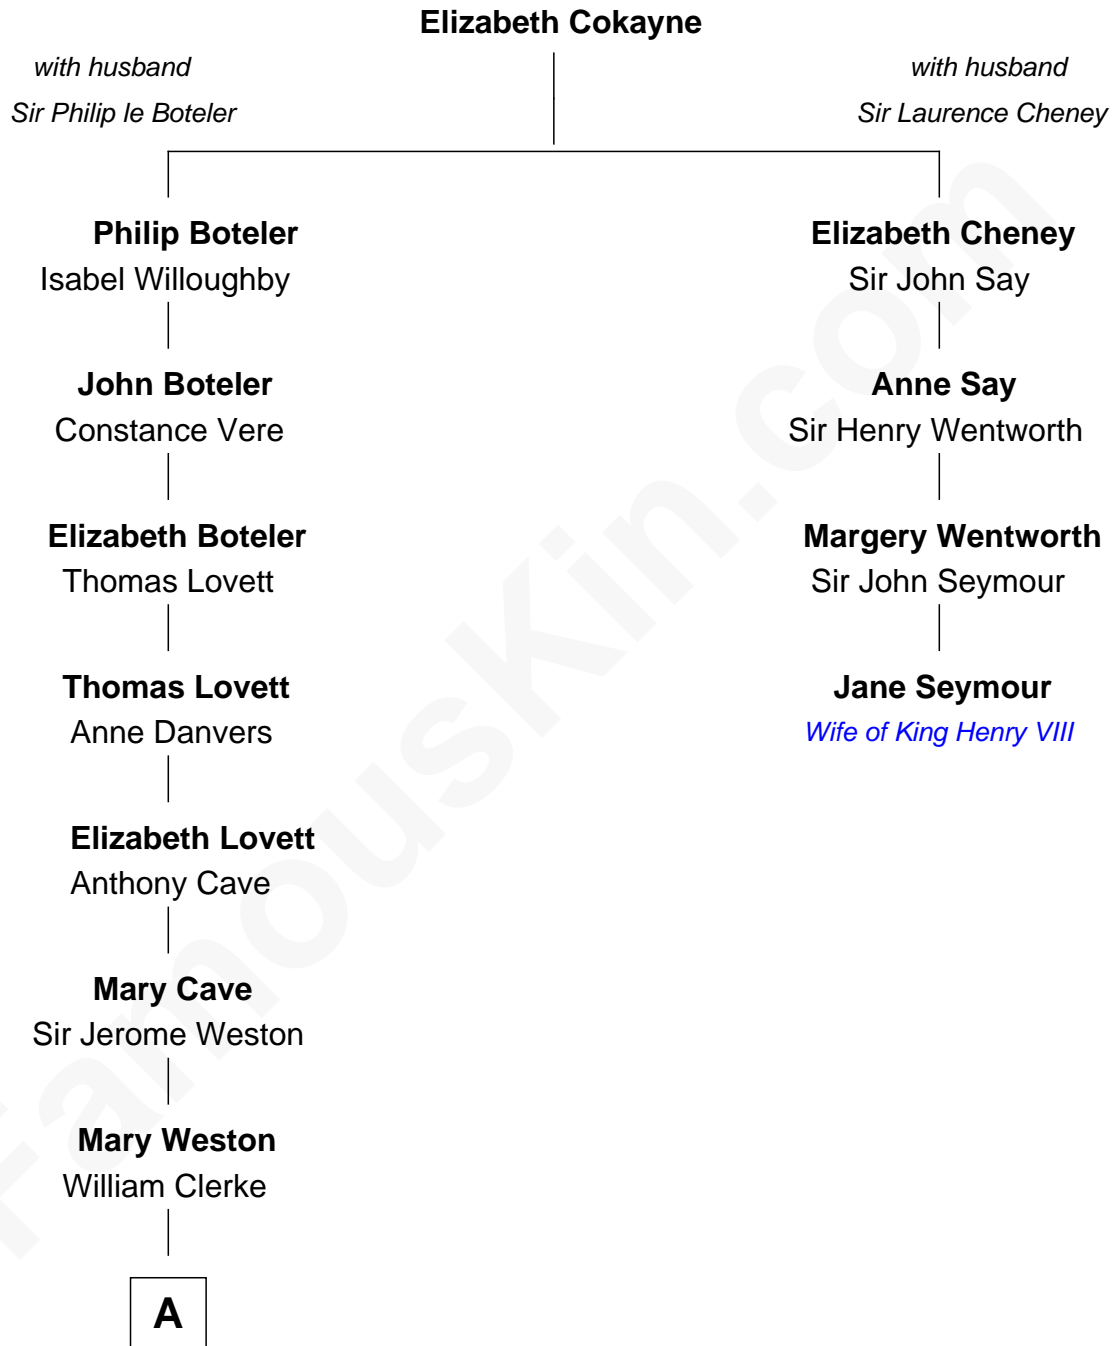 Elizabeth Cokayne
with husband
Sir Philip le Boteler
with husband
Sir Laurence Cheney
Philip Boteler
Isabel Willoughby
Elizabeth Cheney
Sir John Say
John Boteler
Constance Vere
Anne Say
Sir Henry Wentworth
Elizabeth Boteler
Thomas Lovett
Margery Wentworth
Sir John Seymour
Thomas Lovett
Anne Danvers
Jane Seymour
Wife of King Henry VIII
Elizabeth Lovett
Anthony Cave
Mary Cave
Sir Jerome Weston
Mary Weston
William Clerke
A
FamousKin.com